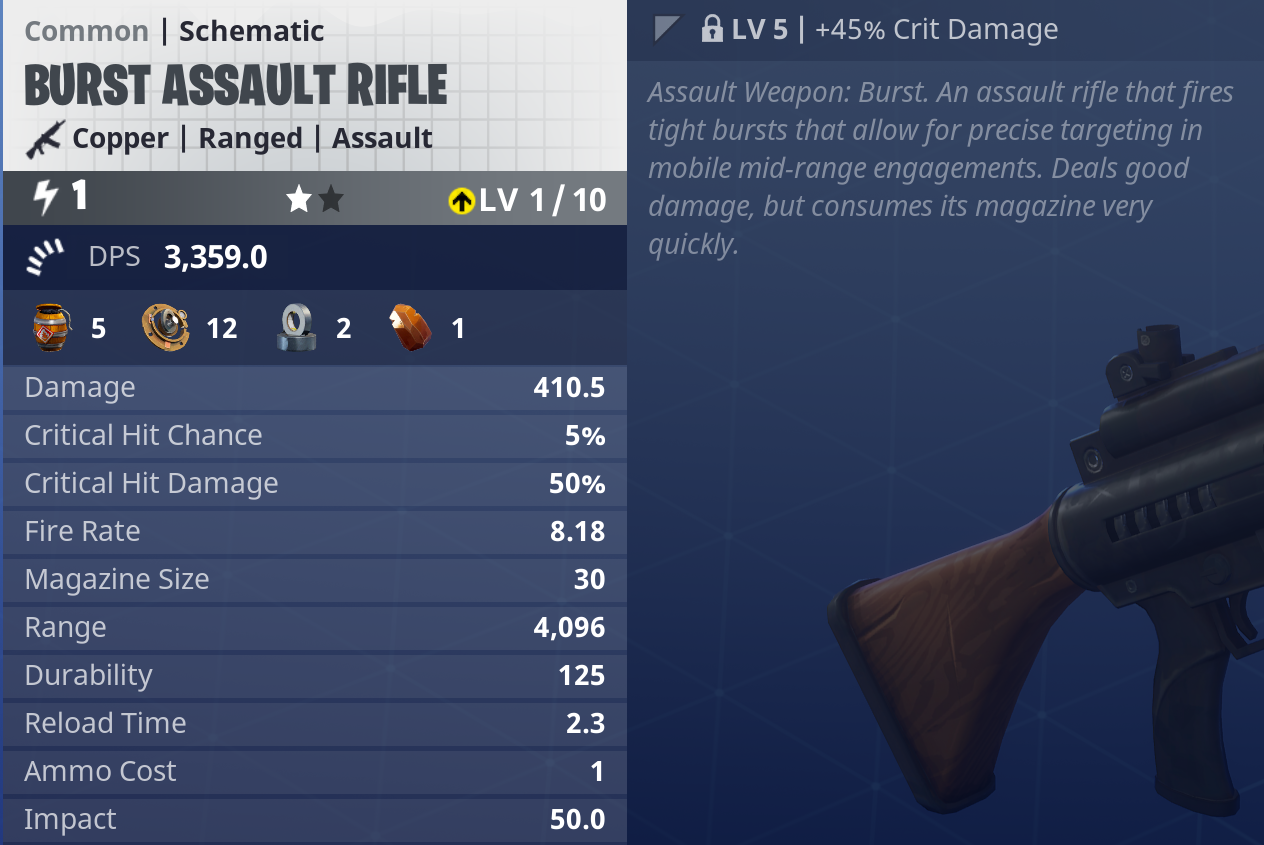 Common | Schematic
BURST ASSAULT RIFLE
Copper | Ranged | Assault
1
LV 1 / 10
DPS 3,359.0
5 12 2 1
Damage 410.5
Critical Hit Chance 5%
Critical Hit Damage 50%
Fire Rate 8.18
Magazine Size 30
Range 4,096
Durability 125
Reload Time 2.3
Ammo Cost 1
Impact 50.0
LV 5 | +45% Crit Damage
Assault Weapon: Burst. An assault rifle that fires
tight bursts that allow for precise targeting in
mobile mid-range engagements. Deals good
damage, but consumes its magazine very
quickly.